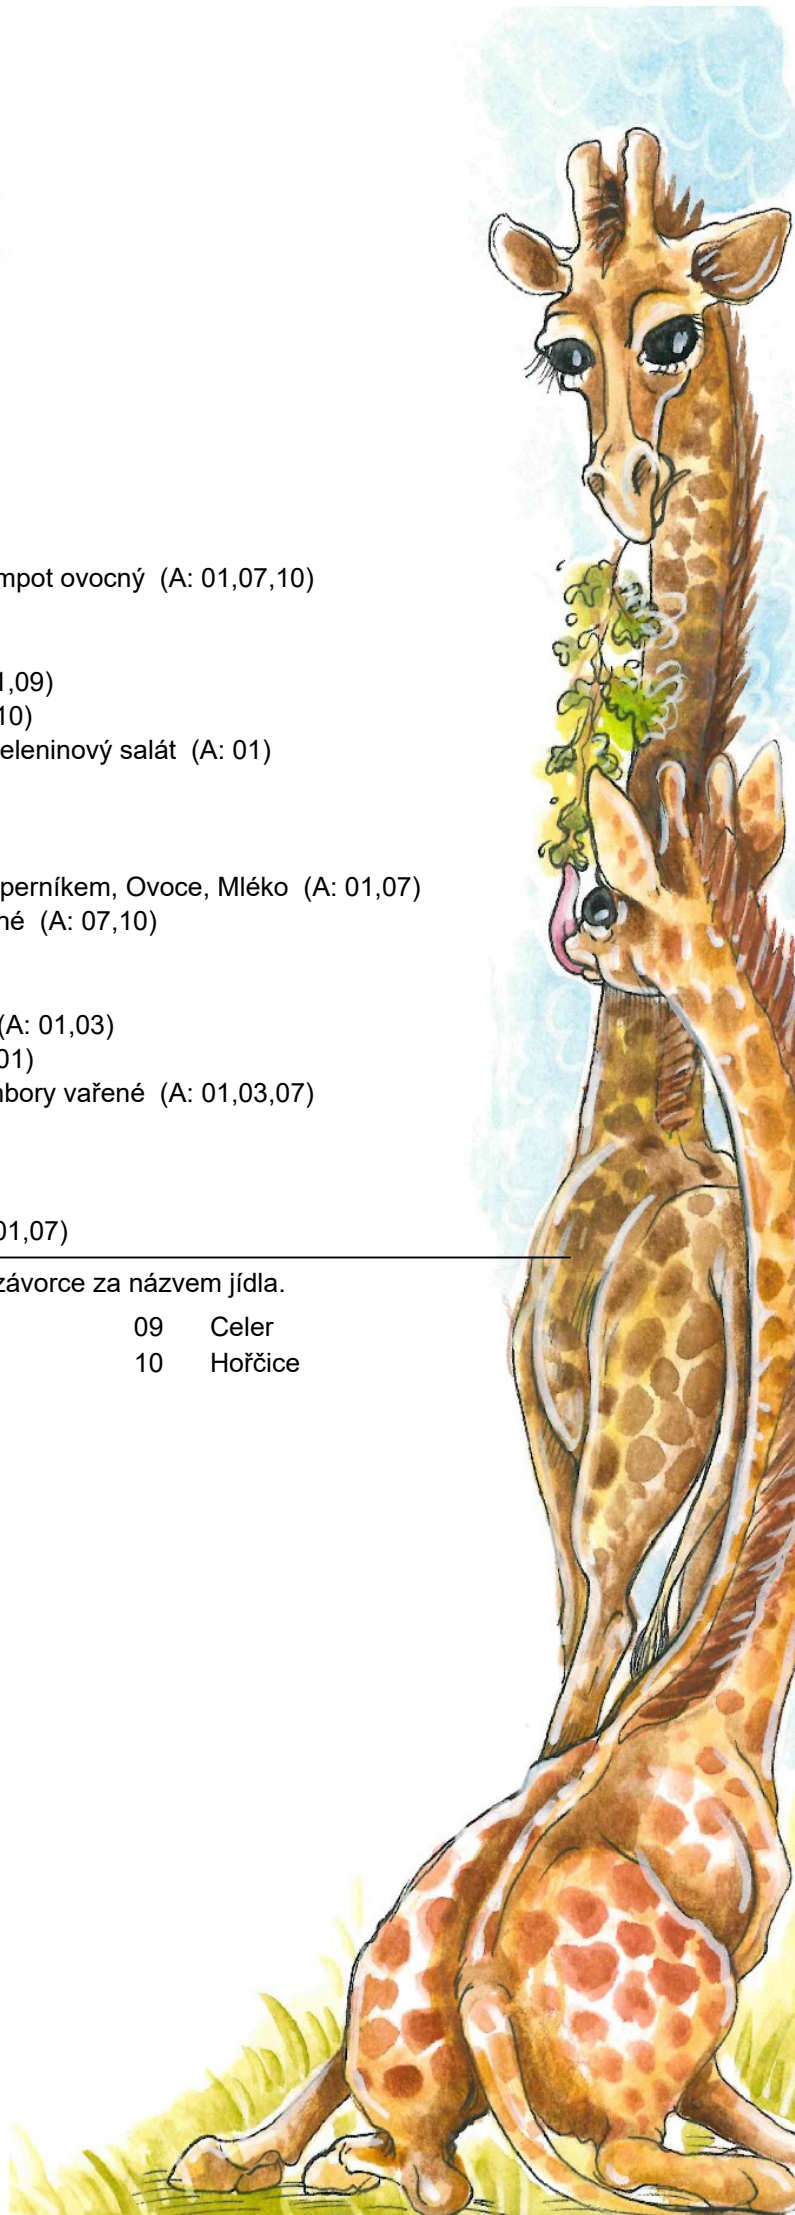 mpot ovocný (A: 01,07,10)
1,09)
10)
eleninový salát (A: 01)
perníkem, Ovoce, Mléko (A: 01,07)
né (A: 07,10)
(A: 01,03)
01)
mbory vařené (A: 01,03,07)
01,07)
závorce za názvem jídla.
09 Celer
10 Hořčice